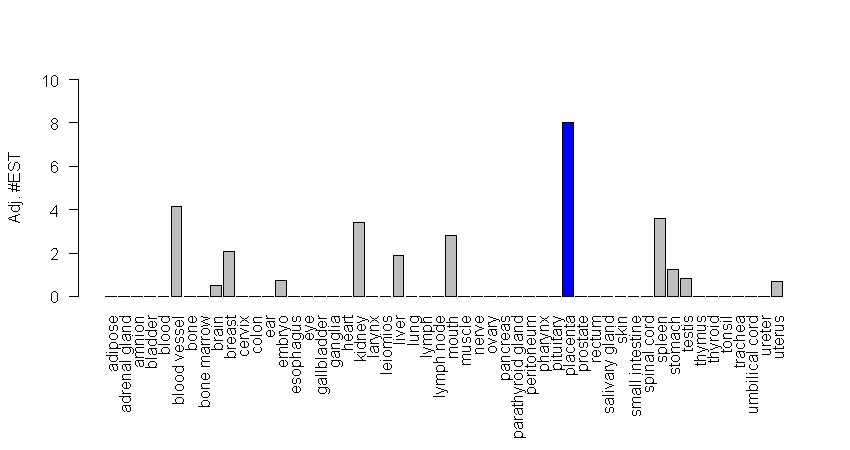 10
8
6
4
2
0
Adj. #EST
adipose
adrenal gland
amnion
bladder
blood
blood vessel
bone
bone marrow
brain
breast
cervix
colon
ear
embryo
esophagus
eye
gallbladder
ganglia
heart
kidney
larynx
leiomios
liver
lung
lymph
lymph node
mouth
muscle
nerve
ovary
pancreas
parathyroid gland
peritoneum
pharynx
pituitary
placenta
prostate
rectum
salivary gland
skin
small intestine
spinal cord
spleen
stomach
testis
thymus
thyroid
tonsil
trachea
umbilical cord
ureter
uterus